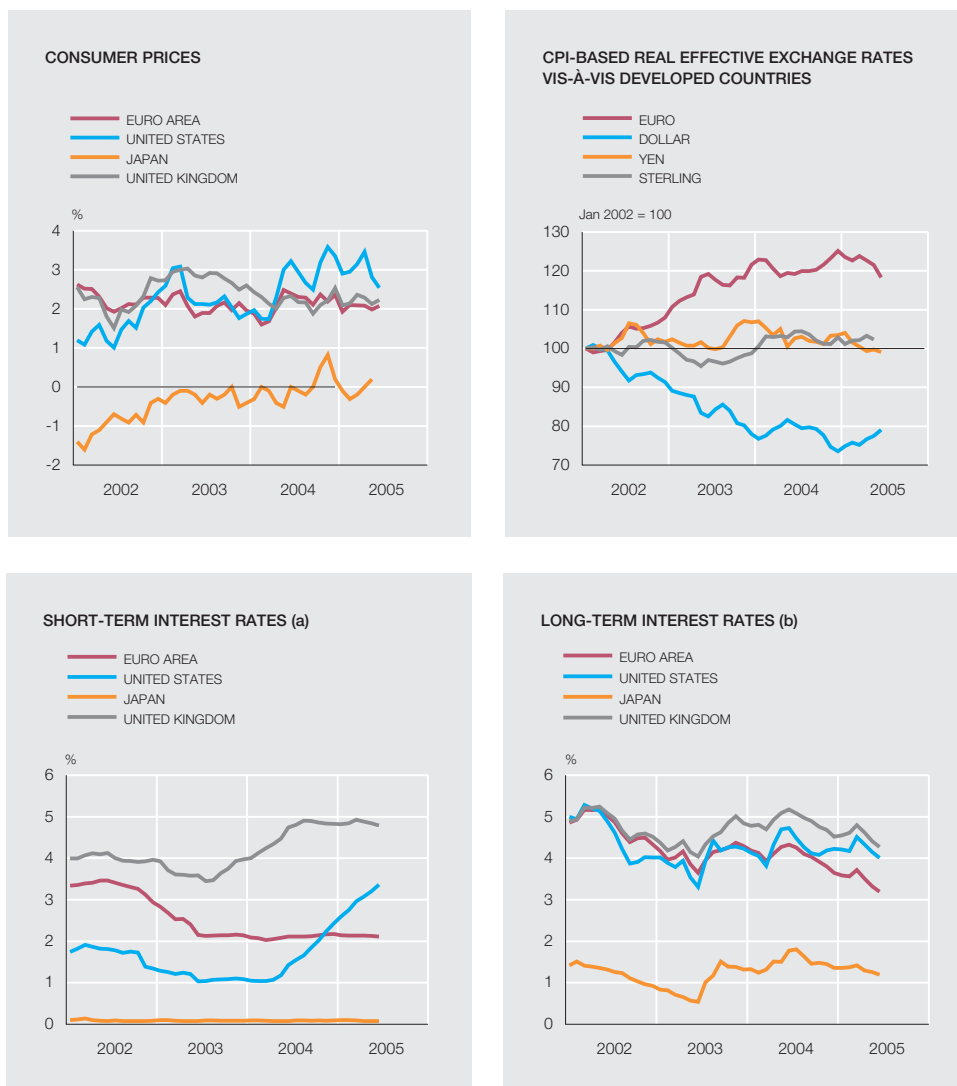 CONSUMER PRICES
EURO AREA
UNITED STATES
JAPAN
UNITED KINGDOM
%
4
3
2
1
0
-1
-2
2002 2003 2004 2005
CPI-BASED REAL EFFECTIVE EXCHANGE RATES
VIS-À-VIS DEVELOPED COUNTRIES
EURO
DOLLAR
YEN
STERLING
Jan 2002 = 100
130
120
110
100
90
80
70
2002 2003 2004 2005
SHORT-TERM INTEREST RATES (a)
EURO AREA
UNITED STATES
JAPAN
UNITED KINGDOM
%
6
5
4
3
2
1
0
2002 2003 2004 2005
LONG-TERM INTEREST RATES (b)
EURO AREA
UNITED STATES
JAPAN
UNITED KINGDOM
%
6
5
4
3
2
1
0
2002 2003 2004 2005